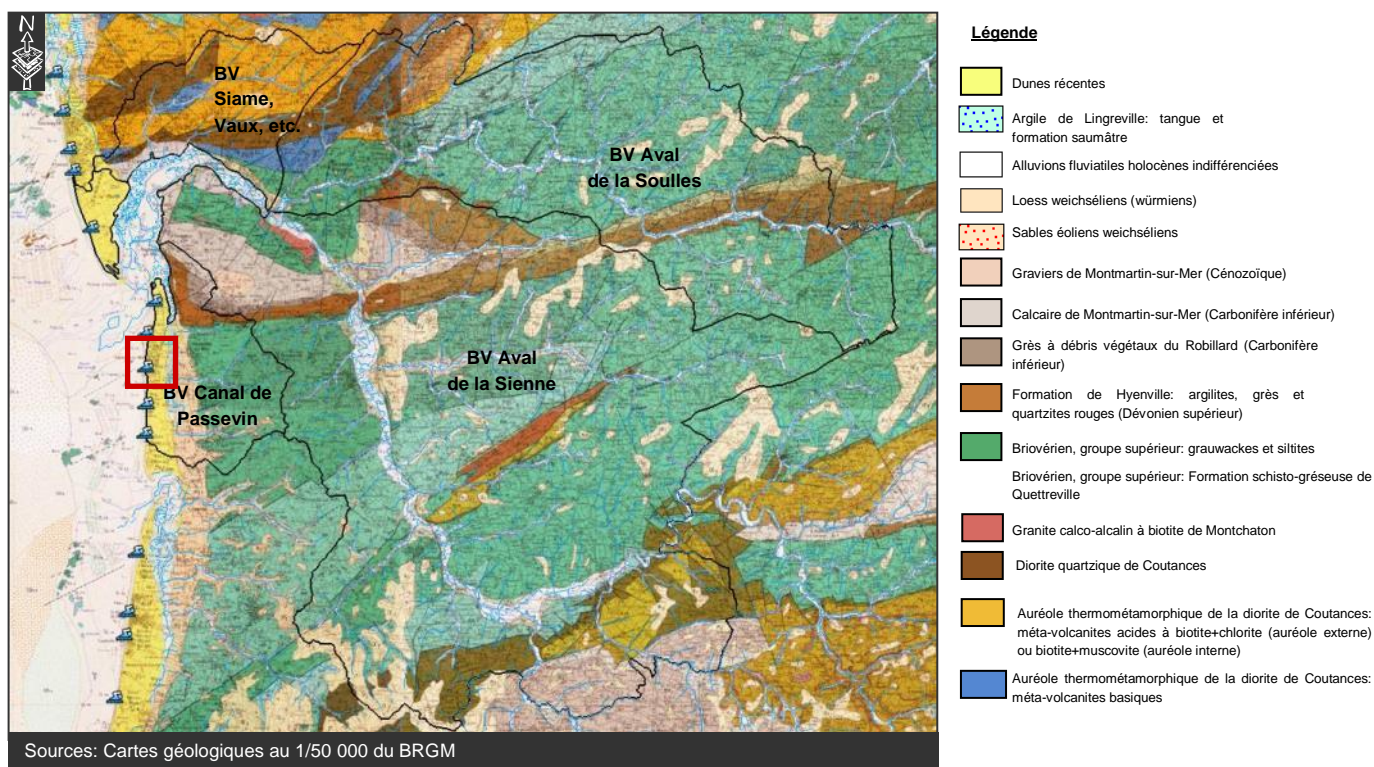 N
BV
Siame,
Vaux, etc.
BV Aval
de la Soulles
BV Aval
de la Sienne
BV Canal de
Passevin
Sources: Cartes géologiques au 1/50 000 du BRGM
Légende
Dunes récentes
Argile de Lingreville: tangue et
formation saumâtre
Alluvions fluviatiles holocènes indifférenciées
Loess weichséliens (würmiens)
Sables éoliens weichséliens
Graviers de Montmartin-sur-Mer (Cénozoïque)
Calcaire de Montmartin-sur-Mer (Carbonifère inférieur)
Grès à débris végétaux du Robillard (Carbonifère
inférieur)
Formation de Hyenville: argilites, grès et
quartzites rouges (Dévonien supérieur)
Briovérien, groupe supérieur: grauwackes et siltites
Briovérien, groupe supérieur: Formation schisto-gréseuse de
Quettreville
Granite calco-alcalin à biotite de Montchaton
Diorite quartzique de Coutances
Auréole thermométamorphique de la diorite de Coutances:
méta-volcanites acides à biotite+chlorite (auréole externe)
ou biotite+muscovite (auréole interne)
Auréole thermométamorphique de la diorite de Coutances:
méta-volcanites basiques